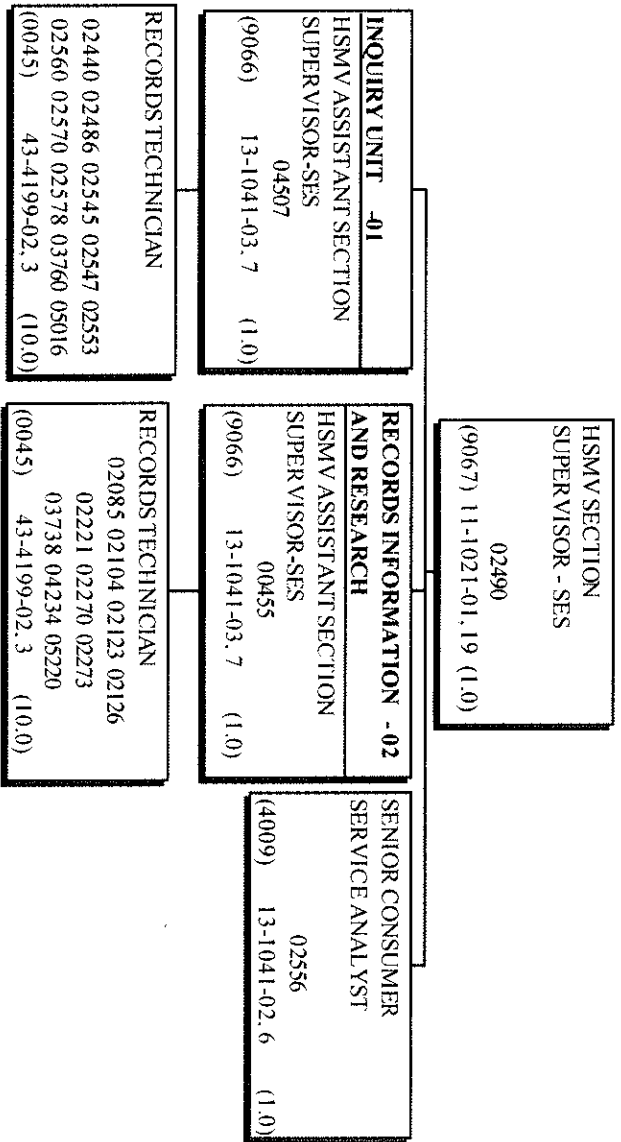 HSMV SECTION
SUPERVISOR - SES
02490
(9067) 11-1021-01, 19 (1.0)
INQUIRY UNIT -01
HSMV ASSISTANT SECTION
SUPERVISOR-SES
04507
(9066) 13-1041-03, 7 (1.0)
RECORDS TECHNICIAN
02440 02486 02545 02547 02553
02560 02570 02578 03760 05016
(0045) 43-4199-02, 3 (10.0)
RECORDS INFORMATION - 02
AND RESEARCH
HSMV ASSISTANT SECTION
SUPERVISOR-SES
00455
(9066) 13-1041-03, 7 (1.0)
RECORDS TECHNICIAN
02085 02104 02123 02126
02221 02270 02273
03738 04234 05220
(0045) 43-4199-02, 3 (10.0)
SENIOR CONSUMER
SERVICE ANALYST
02556
(4009) 13-1041-02, 6 (1.0)